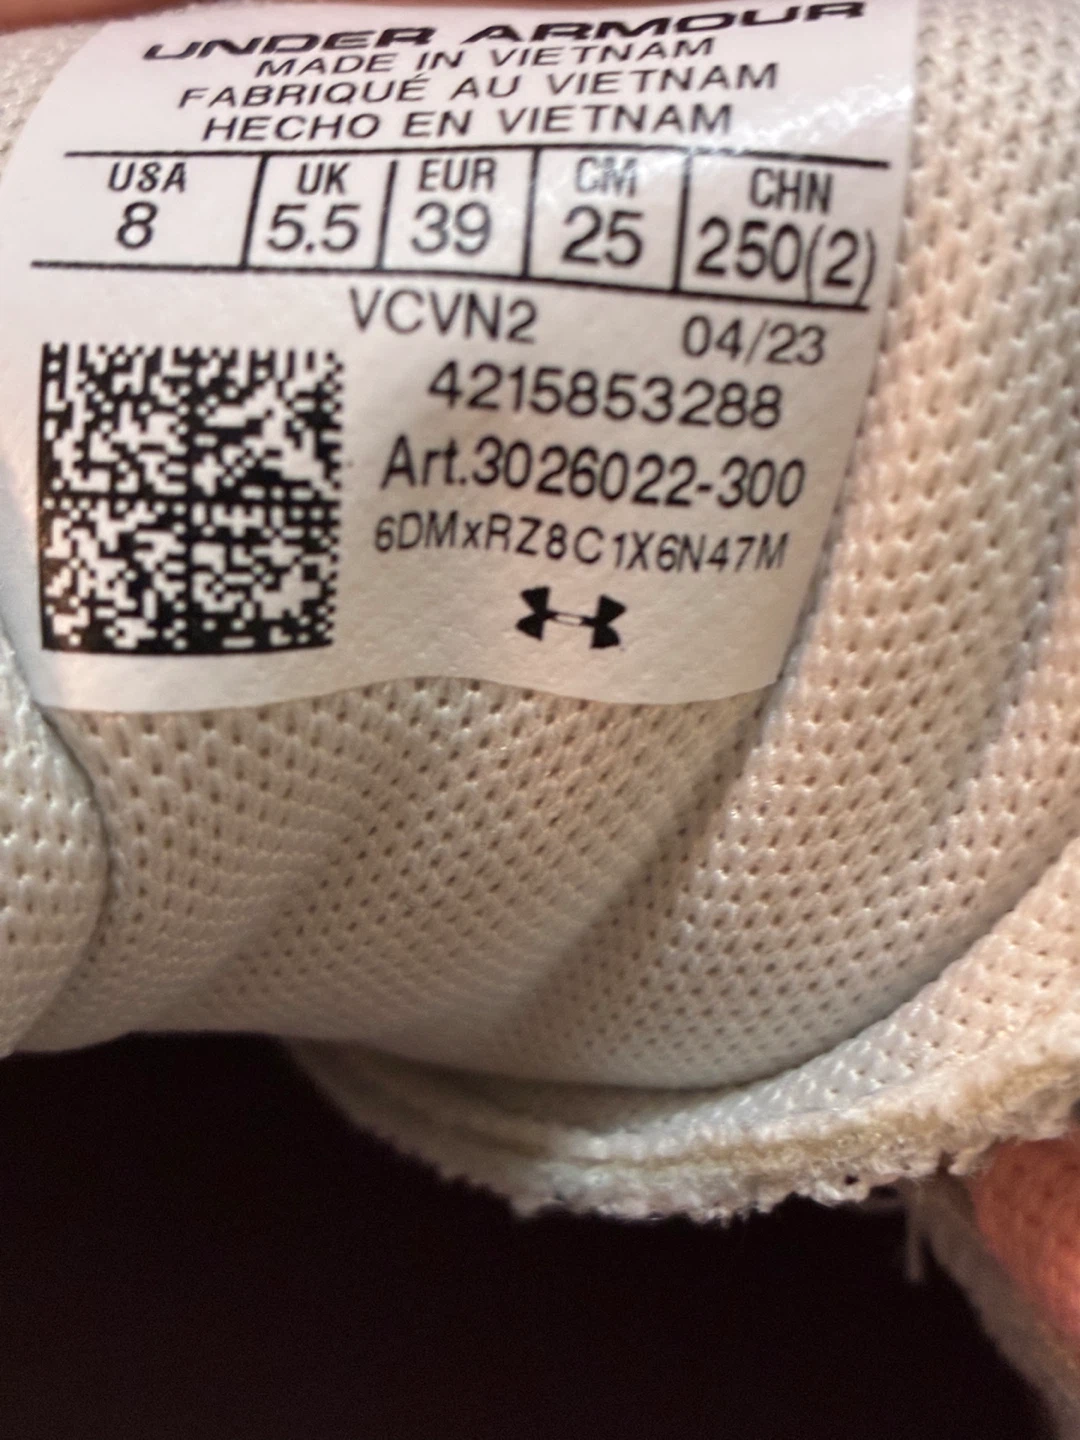 UNDER ARMOUR
MADE IN VIETNAM
FABRIQUÉ AU VIETNAM
HECHO EN VIETNAM
USA UK EUR CM CHN
8 5.5 39 25 250(2)
VCVN2 04/23
4215853288
Art.3026022-300
6DMxRZ8C1X6N47M